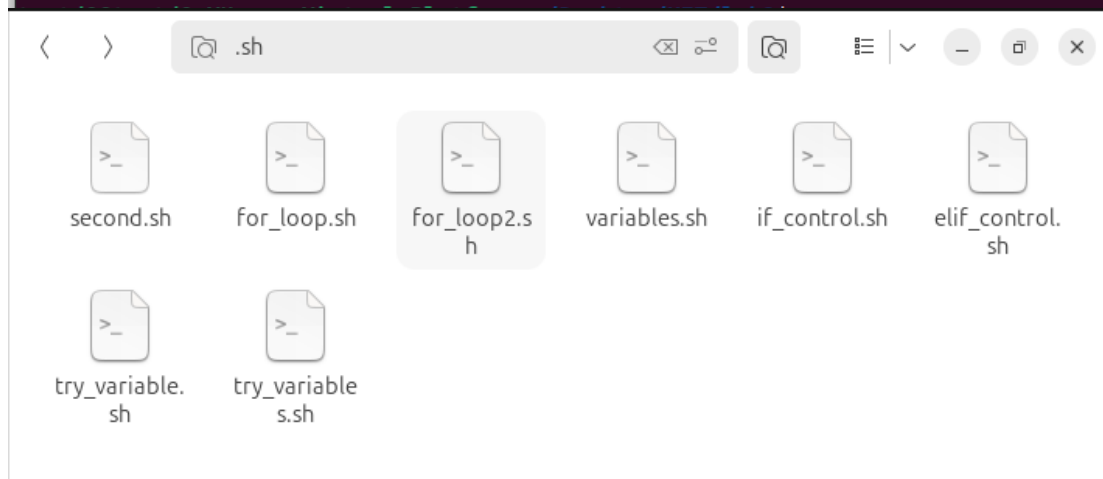 .sh
second.sh
for_loop.sh
for_loop2.s
h
variables.sh
if_control.sh
elif_control.
sh
try_variable.
sh
try_variable
s.sh